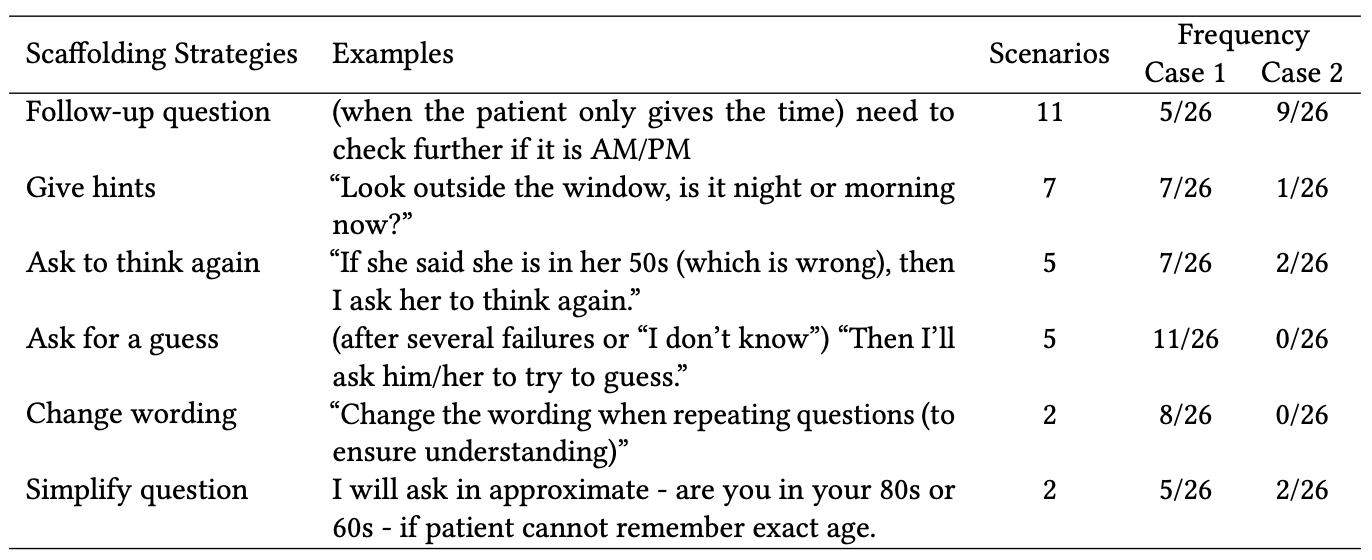 Frequency
Scaffolding Strategies Examples Scenarios
Case 1 Case 2
Follow-up question (when the patient only gives the time) need to 11 5/26 9/26
check further if it is AM/PM
Give hints “Look outside the window, is it night or morning 7 7/26 1/26
now?”
Ask to think again “If she said she is in her 50s (which is wrong), then 5 7/26 2/26
I ask her to think again.”
Ask for a guess (after several failures or “I don’t know”) “Then I’ll 5 11/26 0/26
ask him/her to try to guess.”
Change wording “Change the wording when repeating questions (to 2 8/26 0/26
ensure understanding)”
Simplify question I will ask in approximate - are you in your 80s or 2 5/26 2/26
60s - if patient cannot remember exact age.